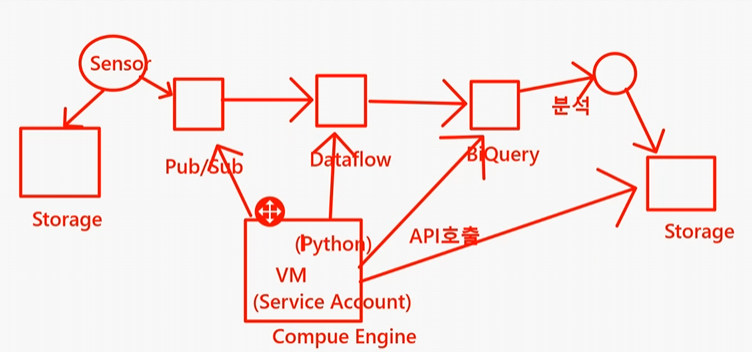 Sensor
분석
Pub/Sub
Dataflow
BiQuery
Storage
Storage
(Python)
API호출
VM
(Service Account)
Compue Engine